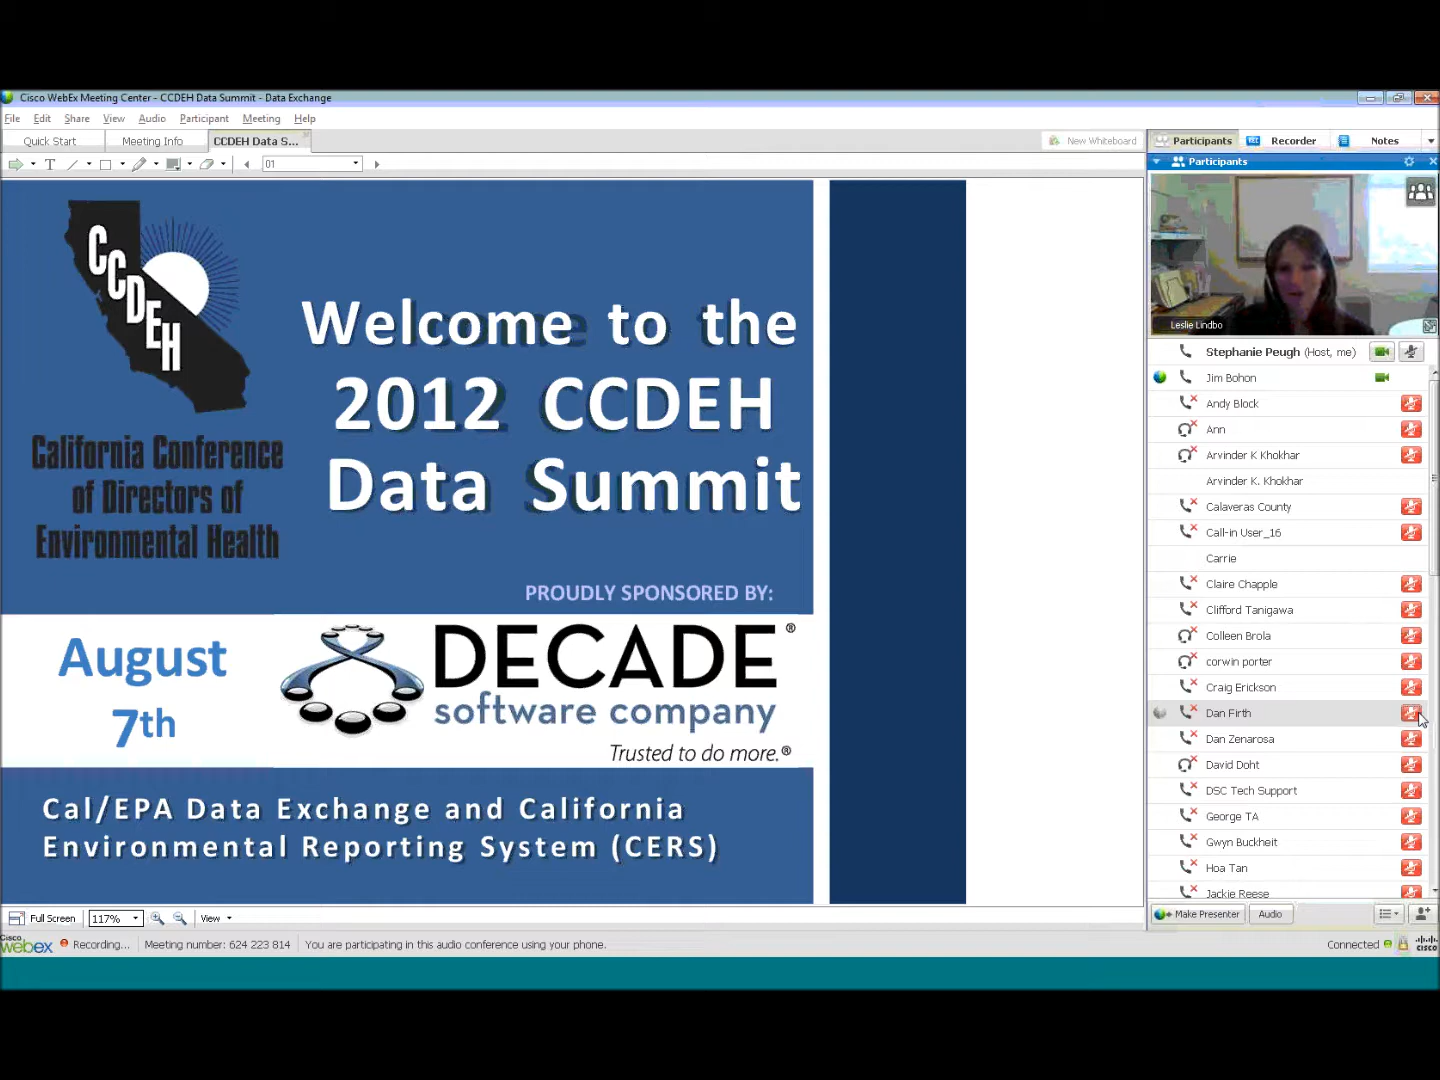 Cisco WebEx Meeting Center - CCDEH Data Summit - Data Exchange
File Edit Share View Audio Participant Meeting Help
Quick Start Meeting Info CCDEH Data S... New Whiteboard
Participants Recorder Notes
T 01
Participants
CCDEH
California Conference
of Directors of
Environmental Health
Welcome to the
2012 CCDEH
Data Summit
PROUDLY SPONSORED BY:
August
7th
DECADE®
software company
Trusted to do more.®
Cal/EPA Data Exchange and California
Environmental Reporting System (CERS)
Leslie Lindbo
Stephanie Peugh (Host, me)
Jim Bohon
Andy Block
Ann
Arvinder K Khokhar
Arvinder K. Khokhar
Calaveras County
Call-in User_16
Carrie
Claire Chapple
Clifford Tanigawa
Colleen Brola
corwin porter
Craig Erickson
Dan Firth
Dan Zenarosa
David Doht
DSC Tech Support
George TA
Gwyn Buckheit
Hoa Tan
Jackie Reese
Full Screen 117% View
Make Presenter Audio
Cisco webex Recording... Meeting number: 624 223 814 You are participating in this audio conference using your phone. Connected cisco